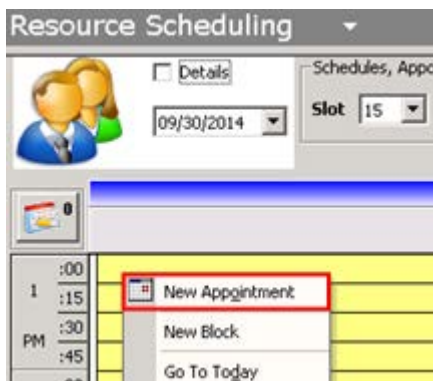 Resource Scheduling
Details
Schedules, Appo
09/30/2014
Slot 15
0
:00
1 :15
New Appointment
:30
PM
New Block
:45
Go To Today